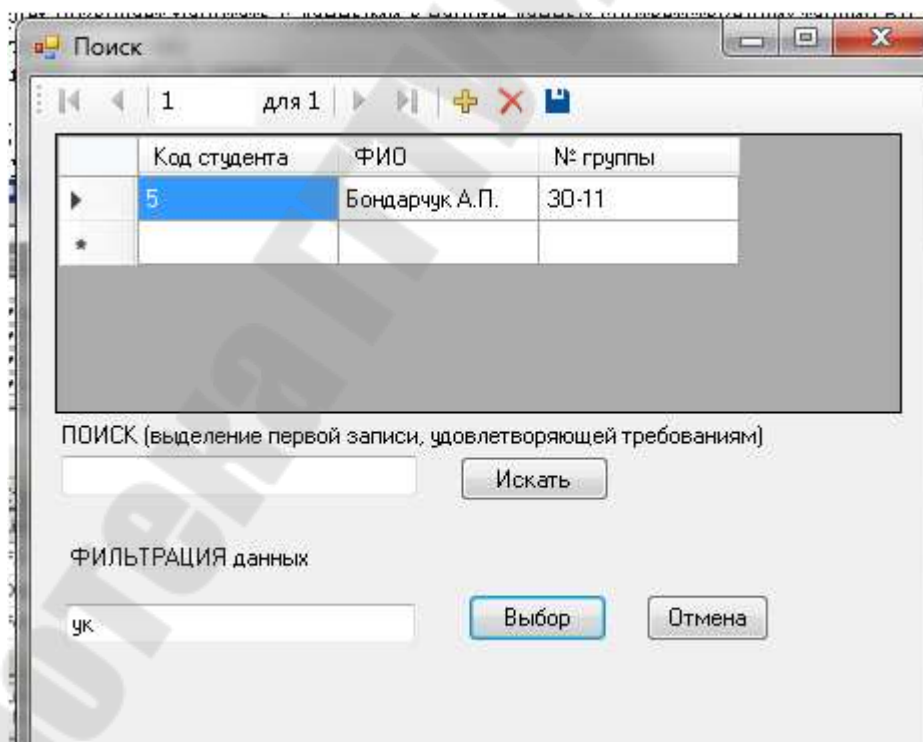 Поиск
1 для 1
Код студента ФИО № группы
5 Бондарчук А.П. 30-11
*
ПОИСК (выделение первой записи, удовлетворяющей требованиям)
Искать
ФИЛЬТРАЦИЯ данных
ук Выбор Отмена